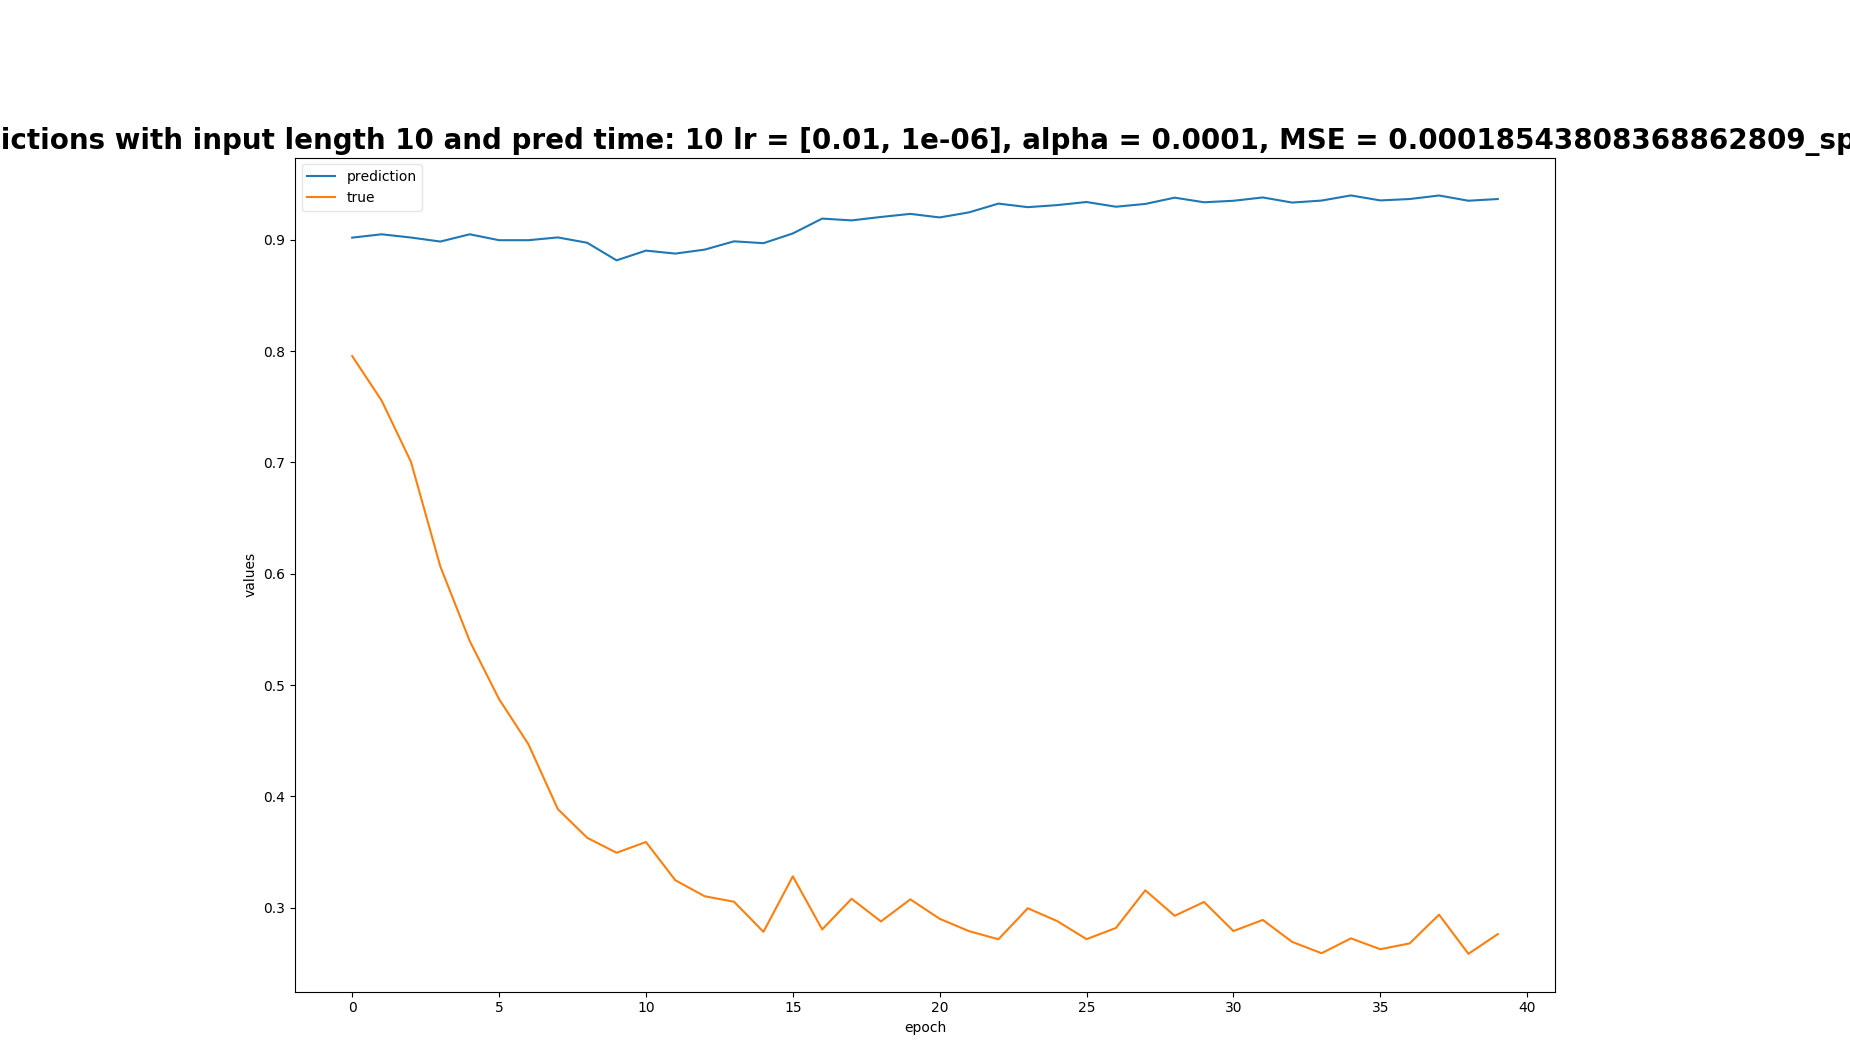 ictions with input length 10 and pred time: 10 lr = [0.01, 1e-06], alpha = 0.0001, MSE = 0.00018543808368862809_sp
prediction
true
0.9
0.8
0.7
0.6
0.5
0.4
0.3
values
0 5 10 15 20 25 30 35 40
epoch